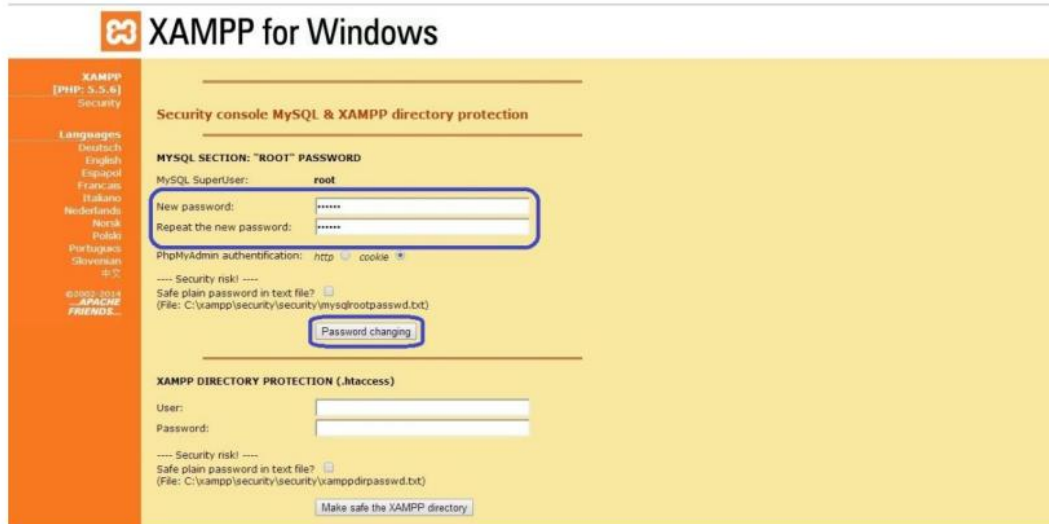 XAMPP for Windows
XAMPP
[PHP: 5.5.6]
Security
Languages
Deutsch
English
Espanol
Francais
Italiano
Nederlands
Norsk
Polski
Portugues
Slovenian
中文
©2002-2014
...APACHE
FRIENDS...
Security console MySQL & XAMPP directory protection
MYSQL SECTION: "ROOT" PASSWORD
MySQL SuperUser: root
New password: ••••••
Repeat the new password: ••••••
PhpMyAdmin authentification: http cookie
---- Security risk! ----
Safe plain password in text file?
(File: C:\xampp\security\security\mysqlrootpasswd.txt)
Password changing
XAMPP DIRECTORY PROTECTION (.htaccess)
User:
Password:
---- Security risk! ----
Safe plain password in text file?
(File: C:\xampp\security\security\xamppdirpasswd.txt)
Make safe the XAMPP directory